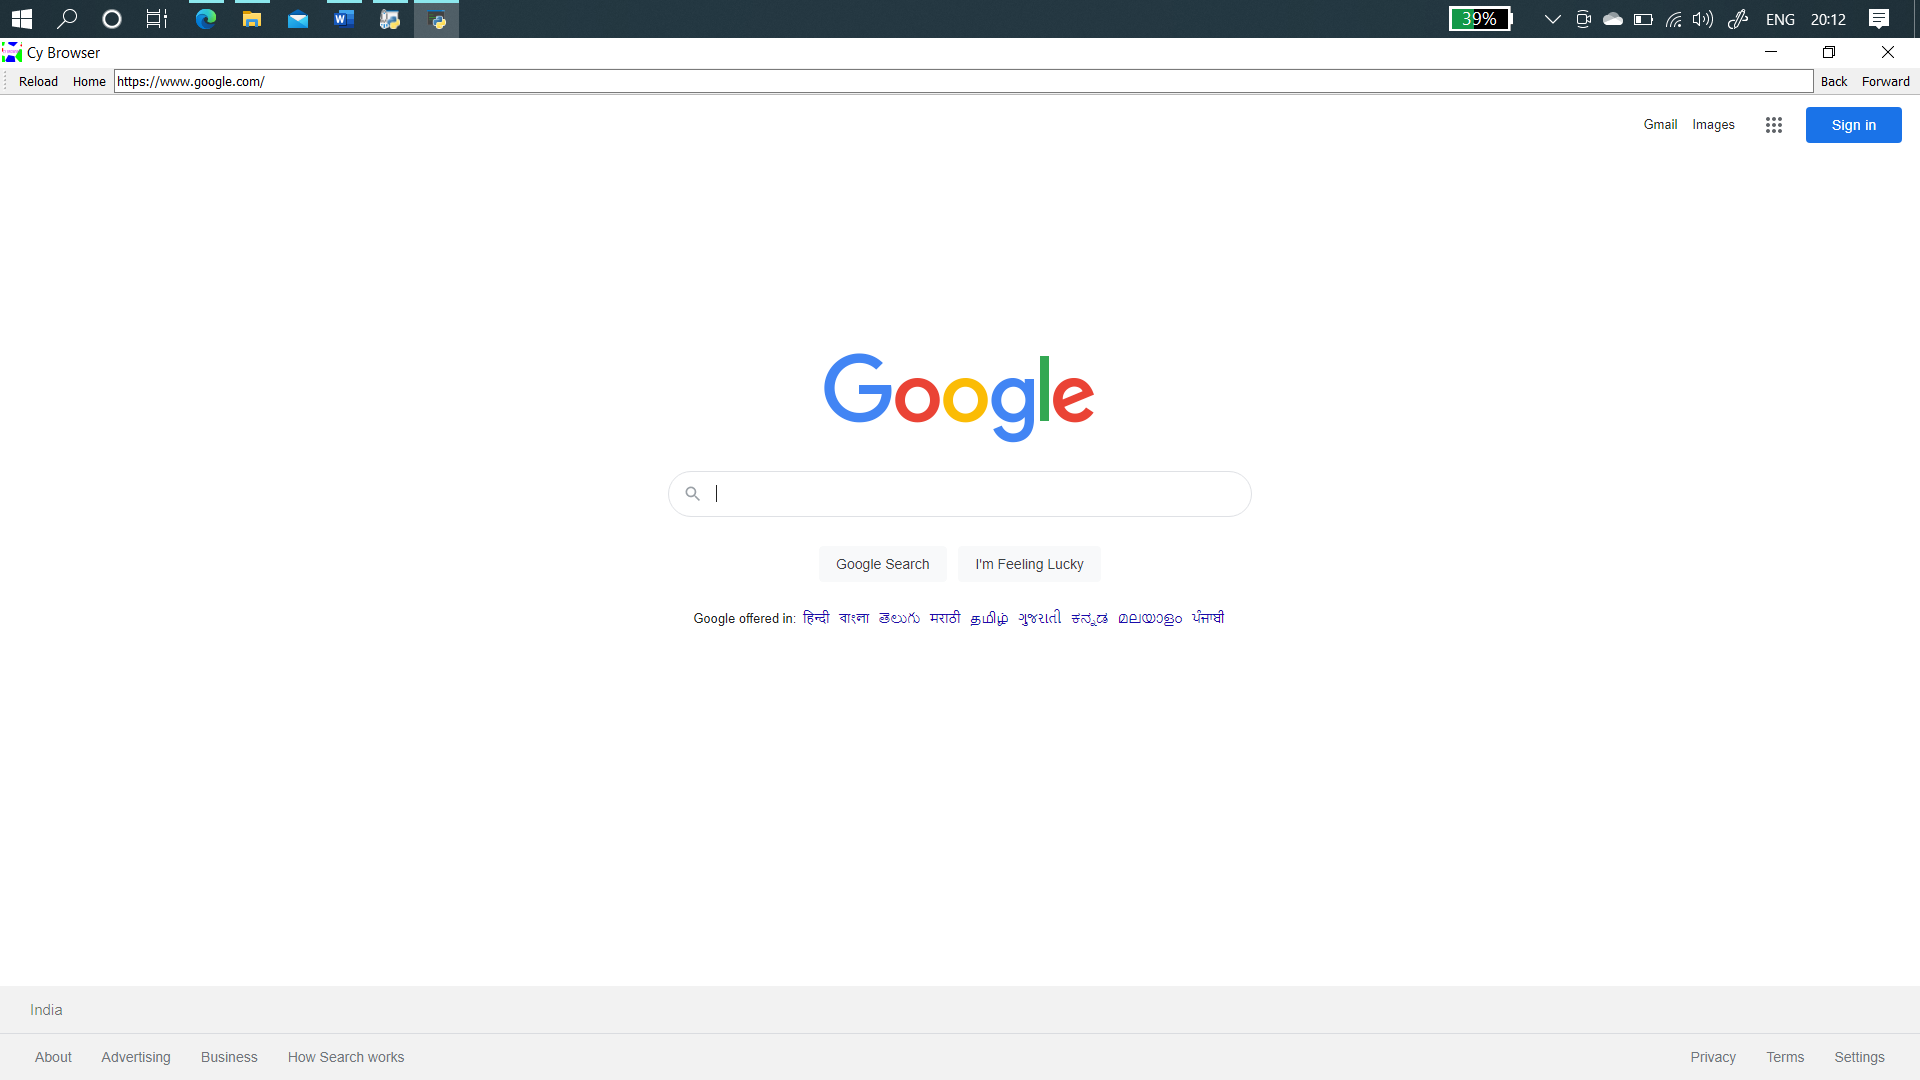 39% ENG 20:12
Cy Browser
Reload Home https://www.google.com/ Back Forward
Gmail Images Sign in
Google
Google Search I'm Feeling Lucky
Google offered in: हिन्दी বাংলা తెలుగు मराठी தமிழ் ગુજરાતી ಕನ್ನಡ മലയാളം ਪੰਜਾਬੀ
India
About Advertising Business How Search works Privacy Terms Settings